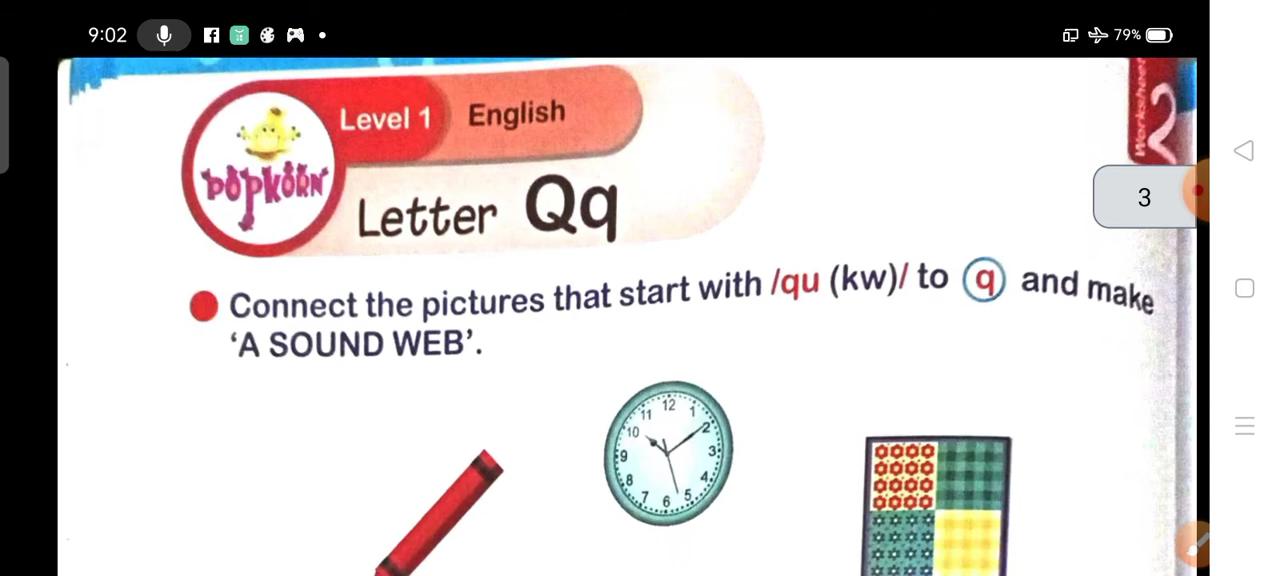 9:02
79%
Level 1 English
Worksheet 2
POPKORN
3
Letter Qq
Connect the pictures that start with /qu (kw)/ to q and make
'A SOUND WEB'.
12
11 1
10 2
9 3
8 4
7 6 5